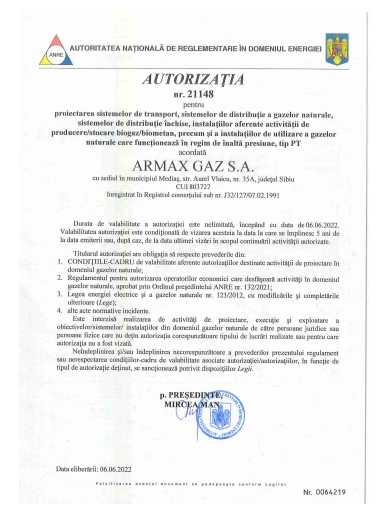 ANRE
AUTORITATEA NAȚIONALĂ DE REGLEMENTARE ÎN DOMENIUL ENERGIEI
AUTORIZAȚIA
nr. 21148
pentru
proiectarea sistemelor de transport, sistemelor de distribuție a gazelor naturale,
sistemelor de distribuție închise, instalațiilor aferente activității de
producere/stocare biogaz/biometan, precum și a instalațiilor de utilizare a gazelor
naturale care funcționează în regim de înaltă presiune, tip PT
acordată
ARMAX GAZ S.A.
cu sediul în municipiul Mediaș, str. Aurel Vlaicu, nr. 35A, județul Sibiu
CUI 803727
înregistrat în Registrul comerțului sub nr. J32/127/07.02.1991
Durata de valabilitate a autorizației este nelimitată, începând cu data de 06.06.2022.
Valabilitatea autorizației este condiționată de vizarea acesteia la data la care se împlinesc 5 ani de
la data emiterii sau, după caz, de la data ultimei vizări în scopul continuării activității autorizate.
Titularul autorizației are obligația să respecte prevederile din:
1. CONDIȚIILE-CADRU de valabilitate aferente autorizațiilor destinate activității de proiectare în
domeniul gazelor naturale;
2. Regulamentul pentru autorizarea operatorilor economici care desfășoară activități în domeniul
gazelor naturale, aprobat prin Ordinul președintelui ANRE nr. 132/2021;
3. Legea energiei electrice și a gazelor naturale nr. 123/2012, cu modificările și completările
ulterioare (Lege);
4. alte acte normative incidente.
Este interzisă realizarea de activități de proiectare, execuție și exploatare a
obiectivelor/sistemelor/ instalațiilor din domeniul gazelor naturale de către persoane juridice sau
persoane fizice care nu dețin autorizația corespunzătoare tipului de lucrări realizate sau pentru care
autorizația nu a fost vizată.
Neîndeplinirea și/sau îndeplinirea necorespunzătoare a prevederilor prezentului regulament
sau nerespectarea condițiilor-cadru de valabilitate asociate autorizației/autorizațiilor, în funcție de
tipul de autorizație deținut, se sancționează potrivit dispozițiilor Legii.
p. PREȘEDINTE,
MIRCEA MAN
Data eliberării: 06.06.2022
Falsificarea acestui document se pedepsește conform Legilor
Nr. 0064219